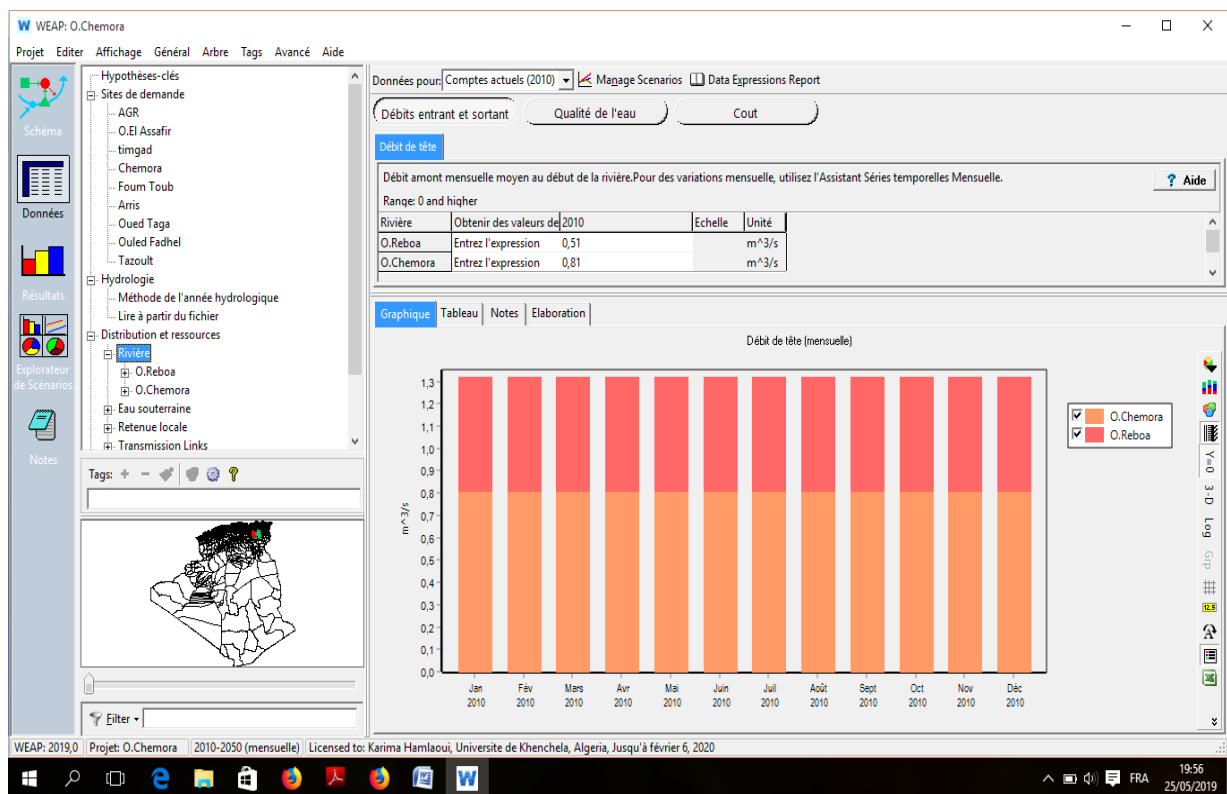 WEAP: O.Chemora
Projet Editer Affichage Général Arbre Tags Avancé Aide
Schéma
Données
Résultats
Explorateur
de Scénarios
Notes
Hypothèses-clés
Sites de demande
AGR
O.El Assafir
timgad
Chemora
Foum Toub
Arris
Oued Taga
Ouled Fadhel
Tazoult
Hydrologie
Méthode de l'année hydrologique
Lire à partir du fichier
Distribution et ressources
Rivière
O.Reboa
O.Chemora
Eau souterraine
Retenue locale
Transmission Links
Tags:
Filter
Données pour: Comptes actuels (2010) Manage Scenarios Data Expressions Report
Débits entrant et sortant Qualité de l'eau Cout
Débit de tête
Débit amont mensuelle moyen au début de la rivière.Pour des variations mensuelle, utilisez l'Assistant Séries temporelles Mensuelle.
? Aide
Range: 0 and higher
Rivière Obtenir des valeurs de 2010 Echelle Unité
O.Reboa Entrez l'expression 0,51 m^3/s
O.Chemora Entrez l'expression 0,81 m^3/s
Graphique Tableau Notes Elaboration
Débit de tête (mensuelle)
1,3
1,2
1,1
1,0
0,9
0,8
0,7
0,6
0,5
0,4
0,3
0,2
0,1
0,0
m^3/s
Jan Fév Mars Avr Mai Juin Juil Août Sept Oct Nov Déc
2010 2010 2010 2010 2010 2010 2010 2010 2010 2010 2010 2010
O.Chemora
O.Reboa
Y=0
3-D
Log
Grp
12.5
A
WEAP: 2019,0 Projet: O.Chemora 2010-2050 (mensuelle) Licensed to: Karima Hamlaoui, Universite de Khenchela, Algeria, Jusqu'à février 6, 2020
FRA
19:56
25/05/2019